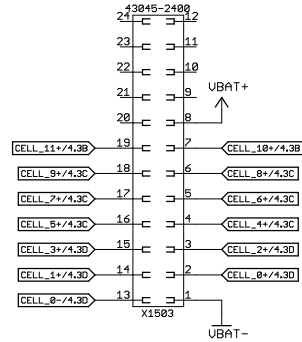 43045-2400
24 12
23 11
22 10
21 9
VBAT+
20 8
CELL_11+/4.3B 19 7 CELL_10+/4.3B
CELL_9+/4.3C 18 6 CELL_8+/4.3C
CELL_7+/4.3C 17 5 CELL_6+/4.3C
CELL_5+/4.3C 16 4 CELL_4+/4.3C
CELL_3+/4.3D 15 3 CELL_2+/4.3D
CELL_1+/4.3D 14 2 CELL_0+/4.3D
CELL_0-/4.3D 13 1
X1503
VBAT-